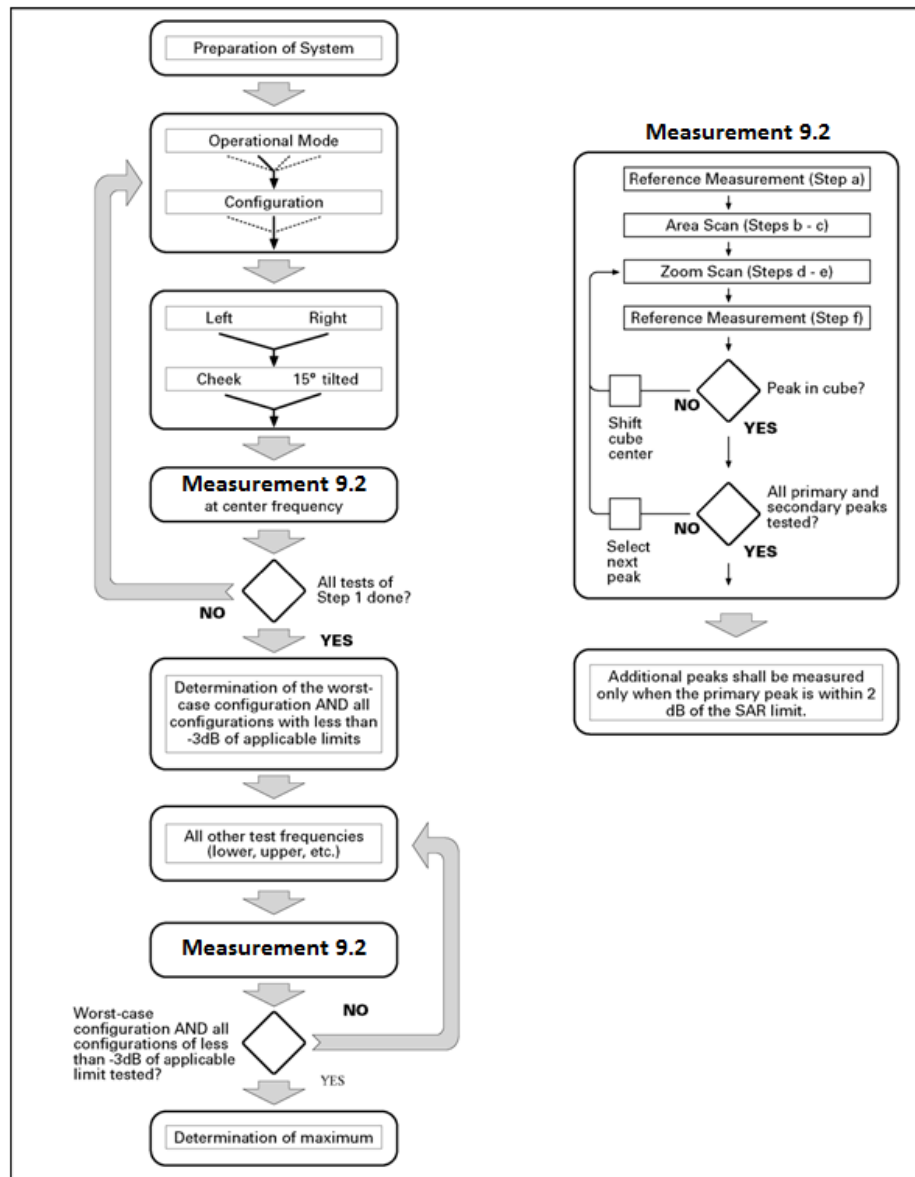 Preparation of System
Operational Mode
Configuration
Left Right
Cheek 15° tilted
Measurement 9.2
at center frequency
All tests of
Step 1 done?
NO
YES
Determination of the worst-
case configuration AND all
configurations with less than
-3dB of applicable limits
All other test frequencies
(lower, upper, etc.)
Measurement 9.2
Worst-case
configuration AND all
configurations of less
than -3dB of applicable
limit tested?
NO
YES
Determination of maximum
Measurement 9.2
Reference Measurement (Step a)
Area Scan (Steps b - c)
Zoom Scan (Steps d - e)
Reference Measurement (Step f)
Peak in cube?
NO
YES
Shift
cube
center
All primary and
secondary peaks
tested?
NO
YES
Select
next
peak
Additional peaks shall be measured
only when the primary peak is within 2
dB of the SAR limit.